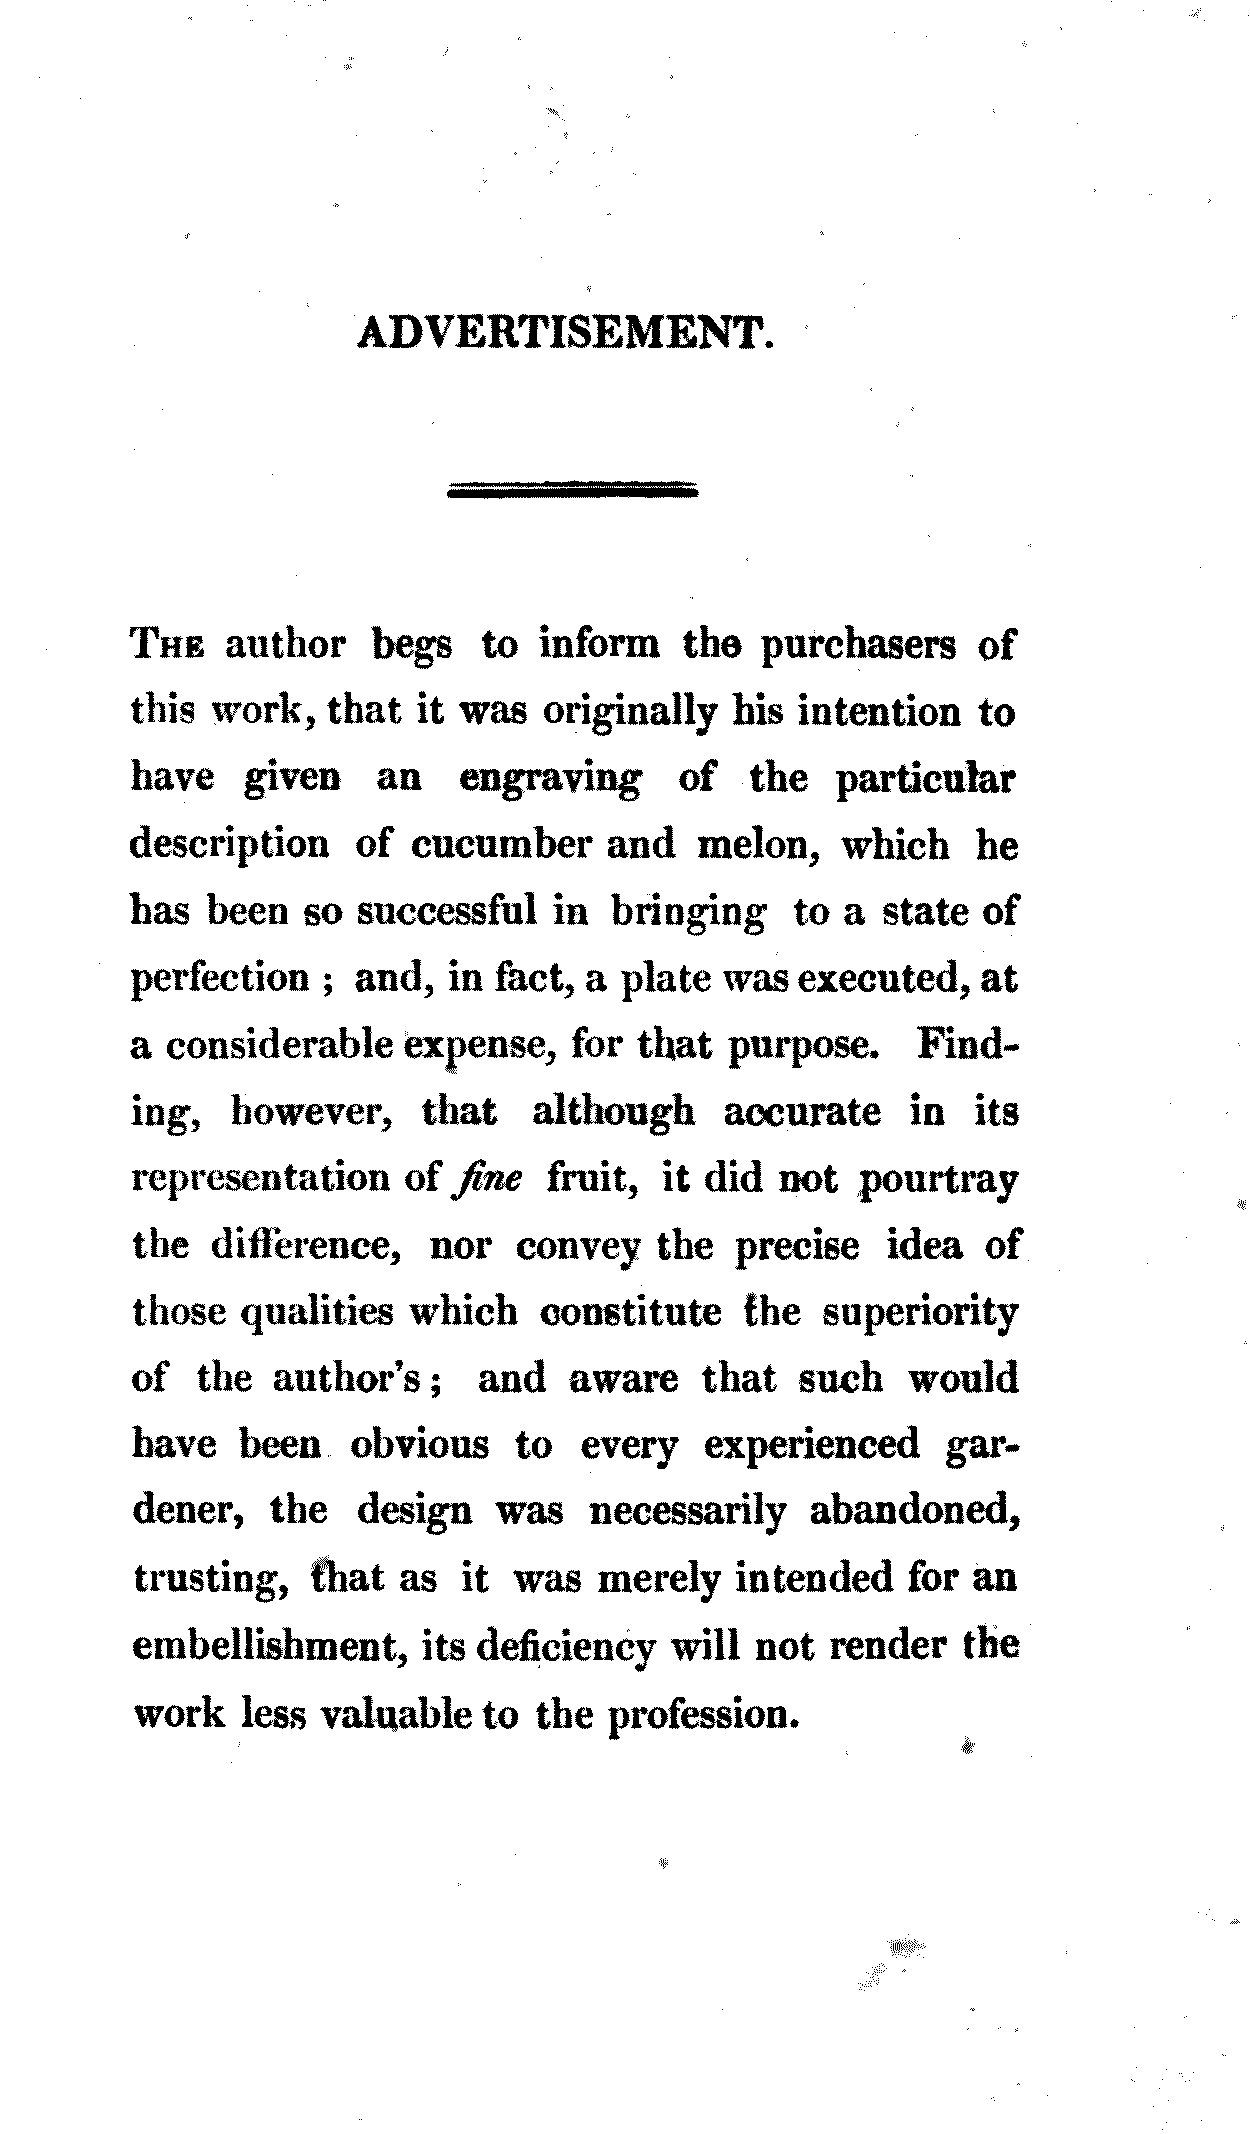 ADVERTISEMENT.
THE author begs to inform the purchasers of
this work, that it was originally his intention to
have given an engraving of the particular
description of cucumber and melon, which he
has been so successful in bringing to a state of
perfection ; and, in fact, a plate was executed, at
a considerable expense, for that purpose. Find-
ing, however, that although accurate in its
representation of fine fruit, it did not pourtray
the difference, nor convey the precise idea of
those qualities which constitute the superiority
of the author's ; and aware that such would
have been obvious to every experienced gar-
dener, the design was necessarily abandoned,
trusting, that as it was merely intended for an
embellishment, its deficiency will not render the
work less valuable to the profession.